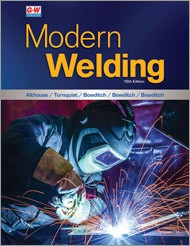 G-W
Modern
Welding
12th Edition
Althouse / Turnquist / Bowditch / Bowditch / Bowditch